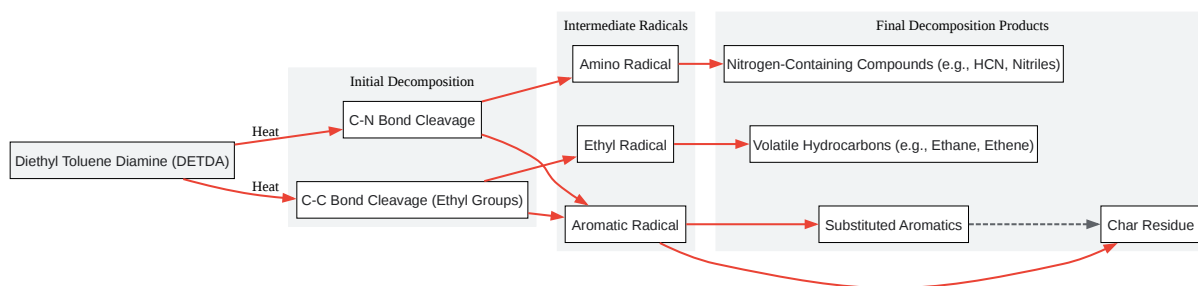 Intermediate Radicals
Final Decomposition Products
Amino Radical
Nitrogen-Containing Compounds (e.g., HCN, Nitriles)
Initial Decomposition
C-N Bond Cleavage
Heat
Ethyl Radical
Volatile Hydrocarbons (e.g., Ethane, Ethene)
Diethyl Toluene Diamine (DETDA)
Heat
C-C Bond Cleavage (Ethyl Groups)
Aromatic Radical
Substituted Aromatics
Char Residue